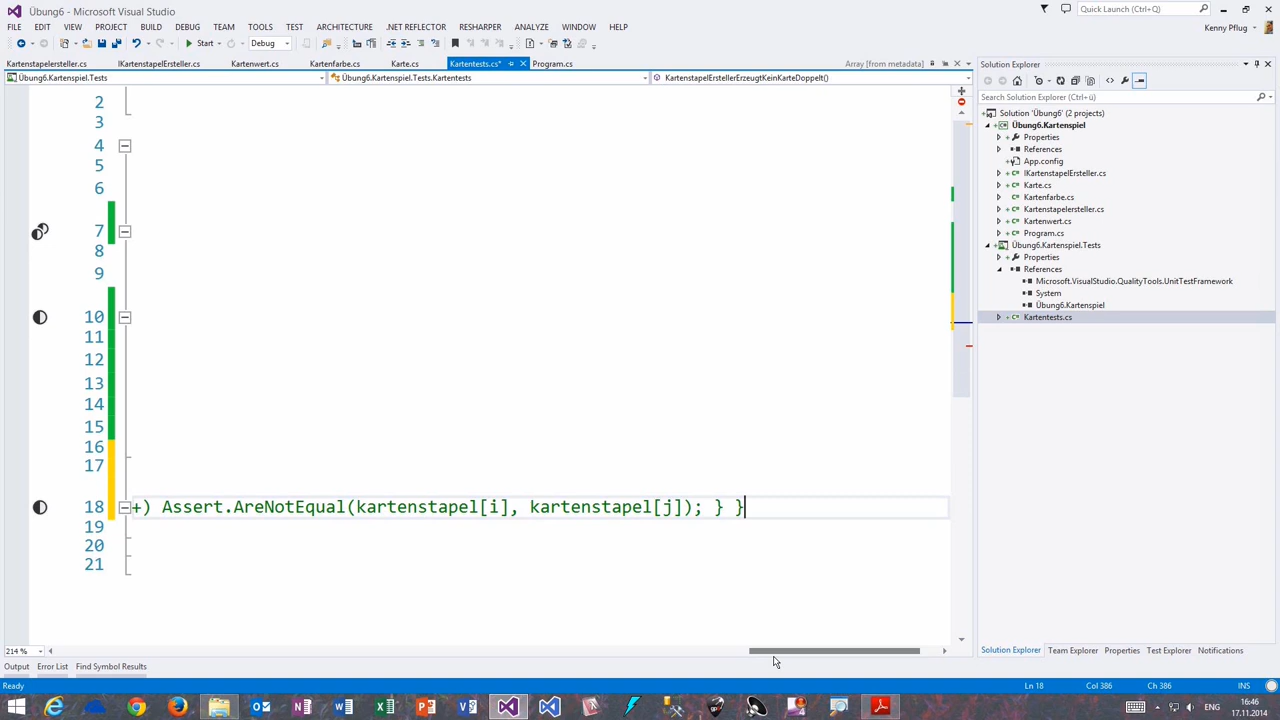 Übung6 - Microsoft Visual Studio
Quick Launch (Ctrl+Q)
FILE EDIT VIEW PROJECT BUILD DEBUG TEAM TOOLS TEST ARCHITECTURE .NET REFLECTOR RESHARPER ANALYZE WINDOW HELP
Kenny Pflug
Start Debug
Kartenstapelersteller.cs IKartenstapelErsteller.cs Kartenwert.cs Kartenfarbe.cs Karte.cs Kartentests.cs* Program.cs Array [from metadata]
Übung6.Kartenspiel.Tests Übung6.Kartenspiel.Tests.Kartentests KartenstapelErstellerErzeugtKeinKarteDoppelt()
2
3
4
5
6
7
8
9
10
11
12
13
14
15
16
17
18 +) Assert.AreNotEqual(kartenstapel[i], kartenstapel[j]); } }
19
20
21
214 %
Solution Explorer
Search Solution Explorer (Ctrl+ü)
Solution 'Übung6' (2 projects)
Übung6.Kartenspiel
Properties
References
App.config
IKartenstapelErsteller.cs
Karte.cs
Kartenfarbe.cs
Kartenstapelersteller.cs
Kartenwert.cs
Program.cs
Übung6.Kartenspiel.Tests
Properties
References
Microsoft.VisualStudio.QualityTools.UnitTestFramework
System
Übung6.Kartenspiel
Kartentests.cs
Solution Explorer Team Explorer Properties Test Explorer Notifications
Output Error List Find Symbol Results
Ready Ln 18 Col 386 Ch 386 INS
16:46
17.11.2014